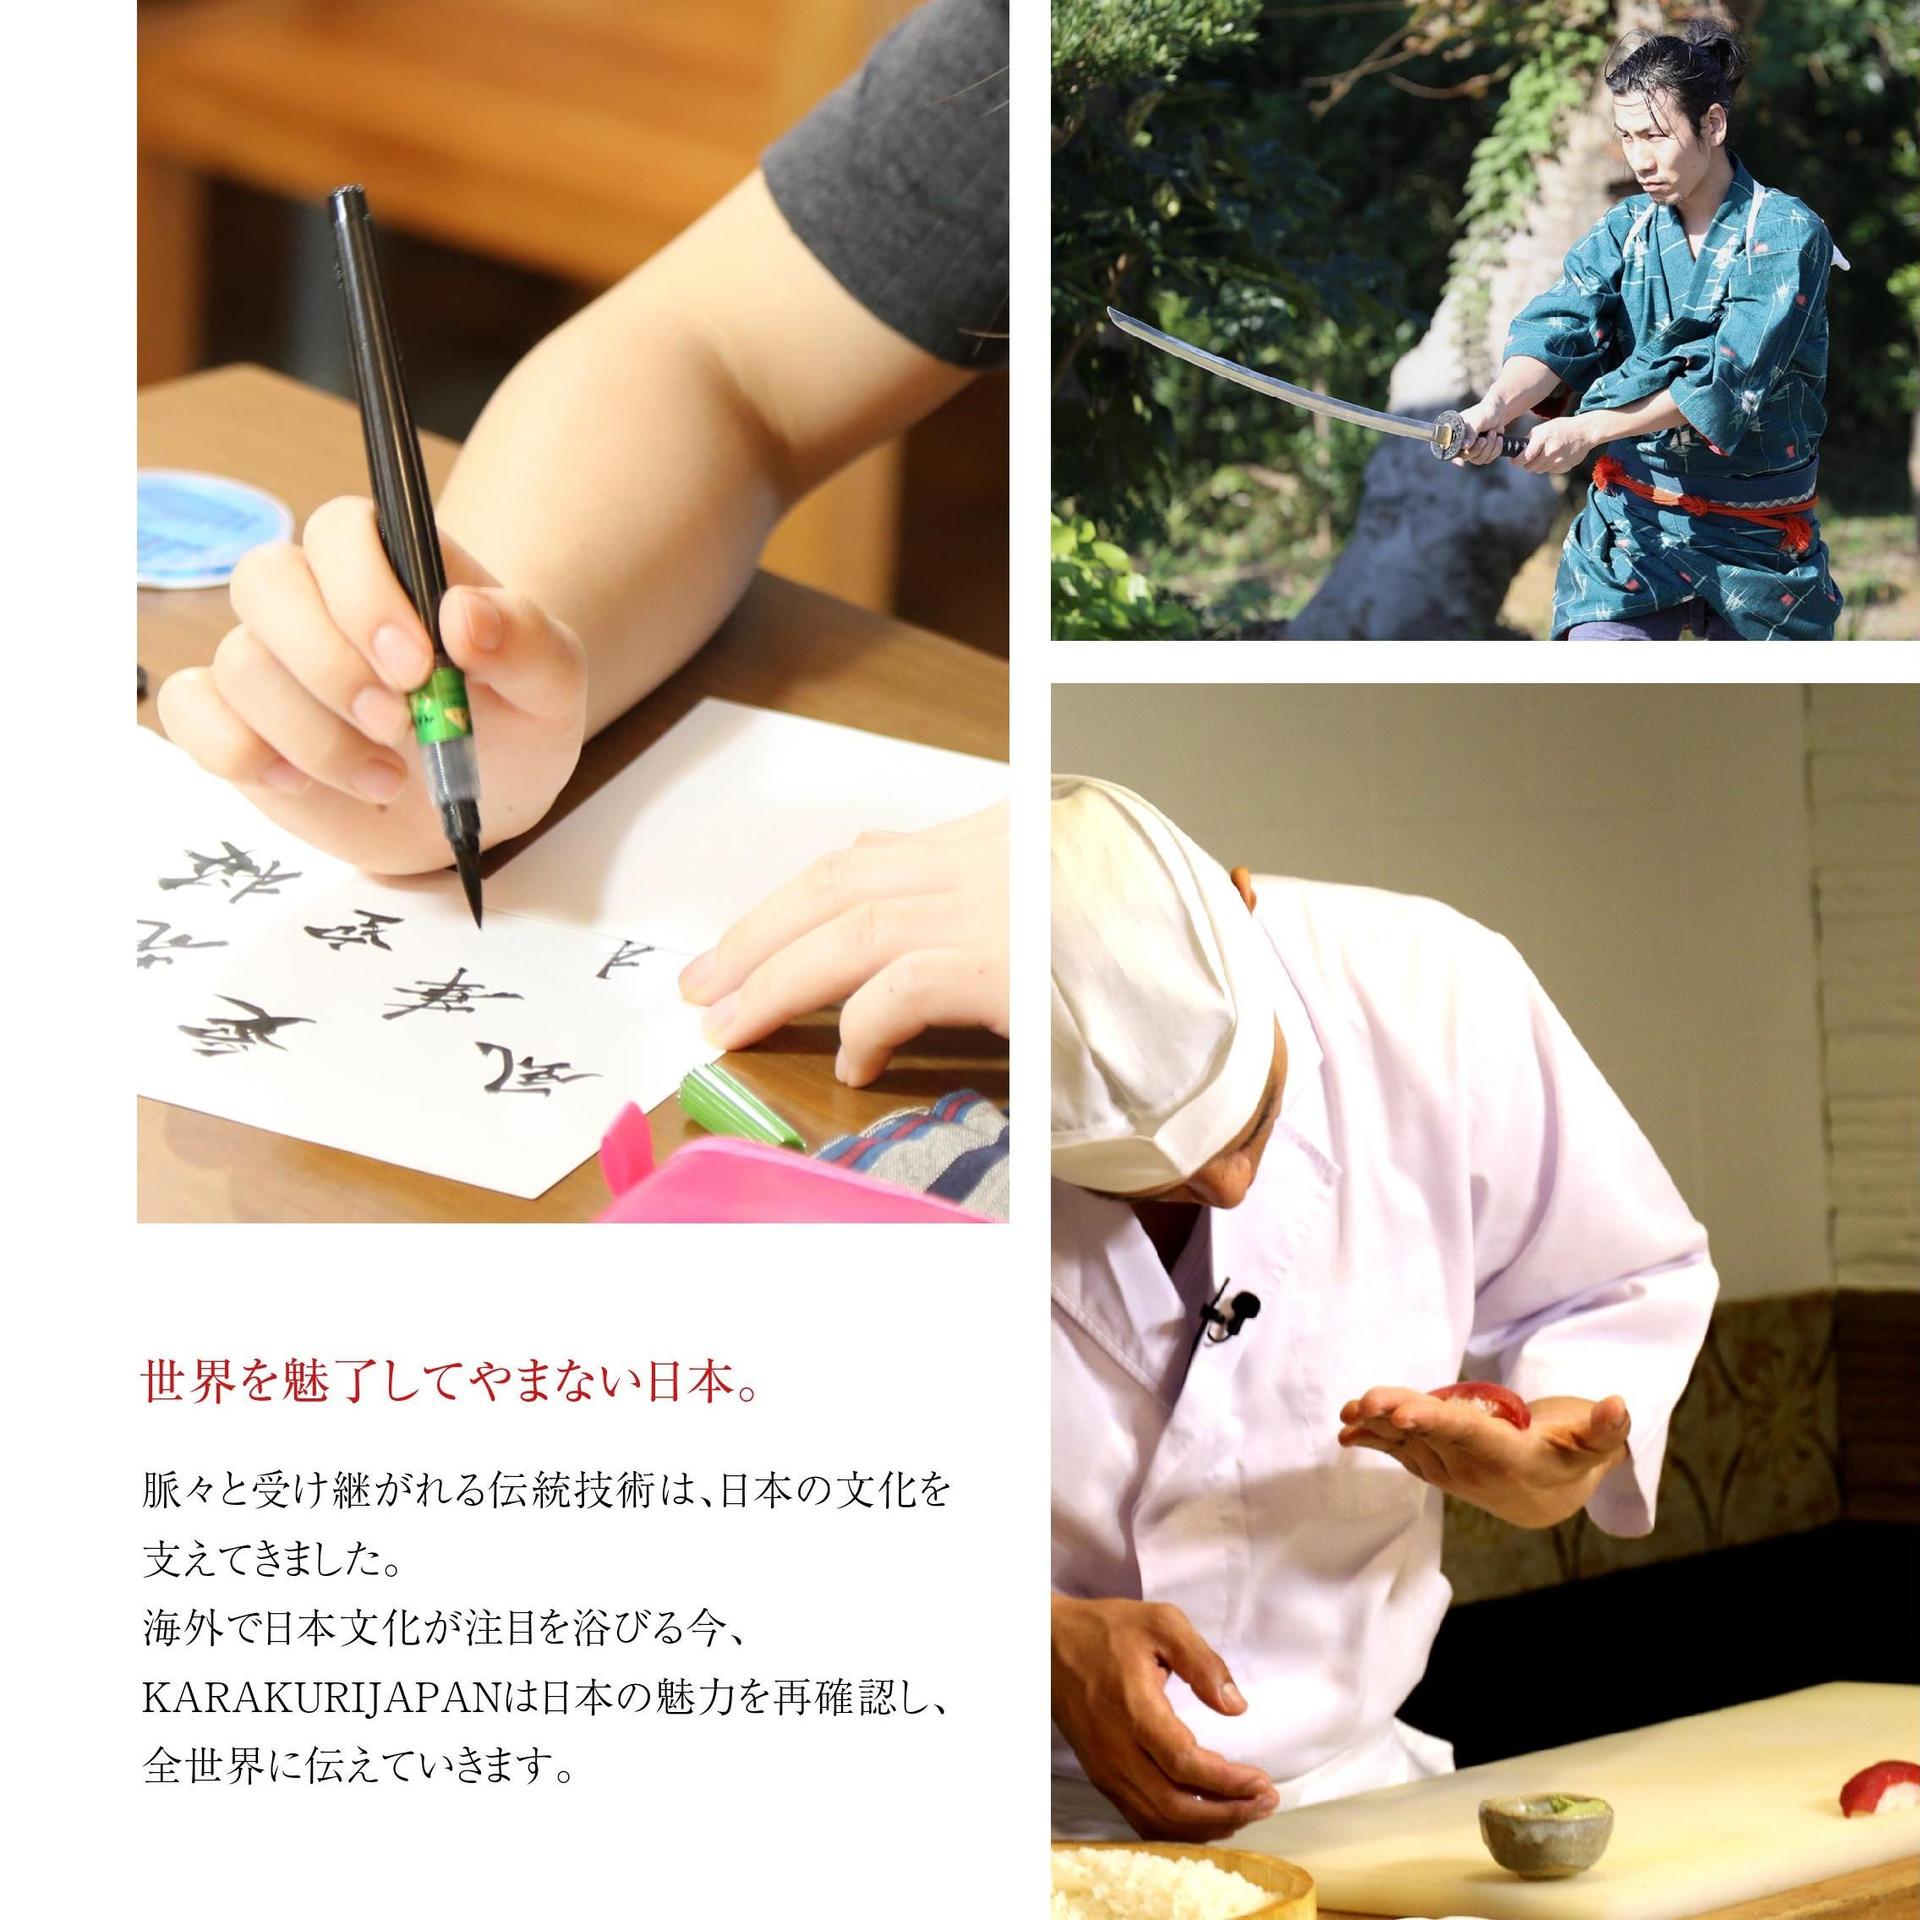 世界を魅了してやまない日本。
脈々と受け継がれる伝統技術は、日本の文化を
支えてきました。
海外で日本文化が注目を浴びる今、
KARAKURIJAPANは日本の魅力を再確認し、
全世界に伝えていきます。